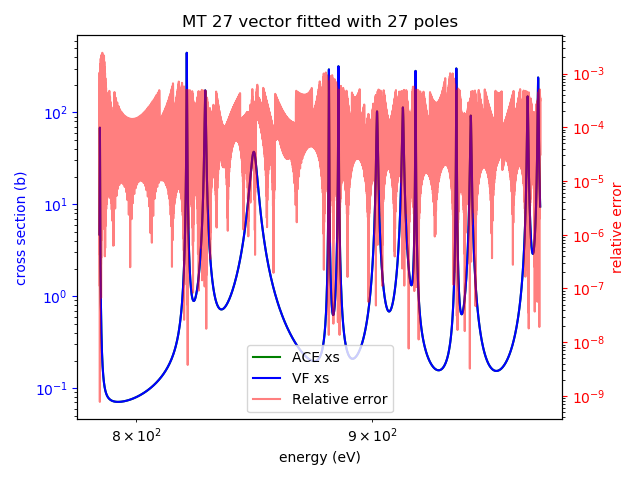 MT 27 vector fitted with 27 poles
cross section (b)
10²
10¹
10⁰
10⁻¹
10⁻³
10⁻⁴
10⁻⁵
10⁻⁶
10⁻⁷
10⁻⁸
10⁻⁹
relative error
ACE xs
VF xs
Relative error
8 × 10²
9 × 10²
energy (eV)